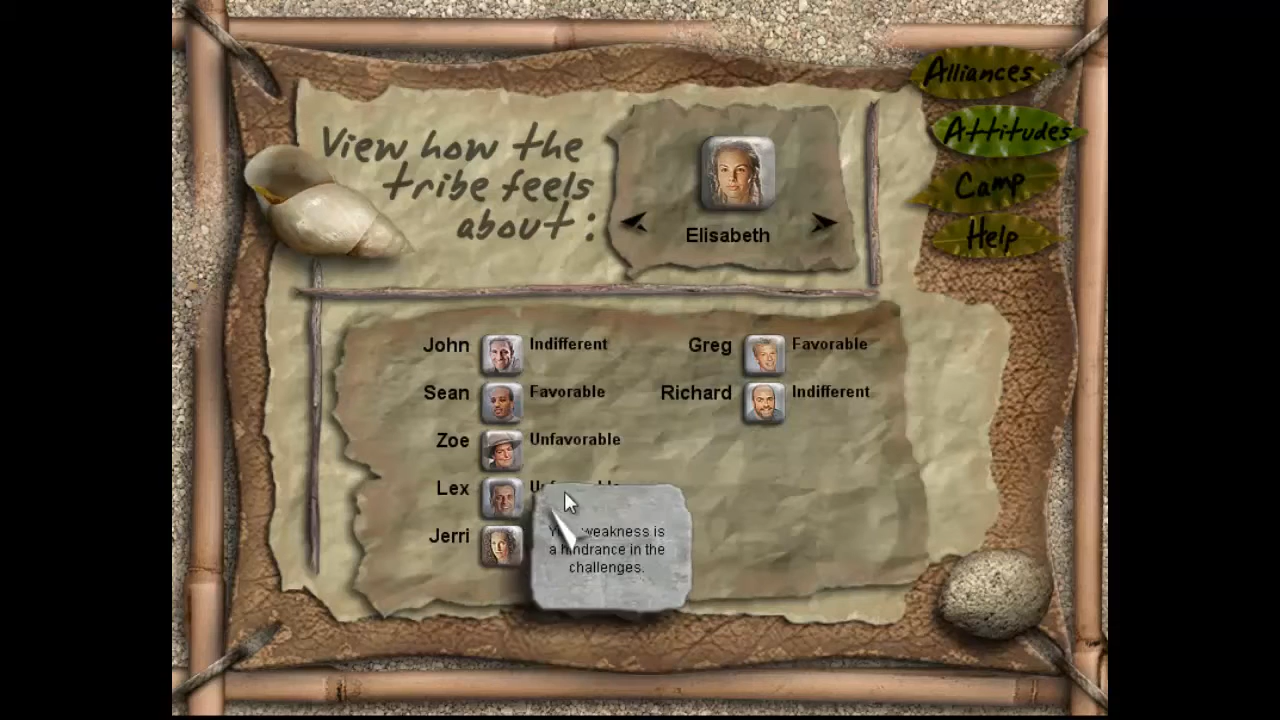 View how the
tribe feels
about:
Elisabeth
Alliances
Attitudes
Camp
Help
John Indifferent
Sean Favorable
Zoe Unfavorable
Lex
Jerri
Greg Favorable
Richard Indifferent
weakness is
a hindrance in the
challenges.